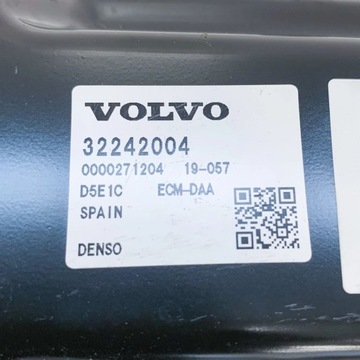 VOLVO
32242004
0000271204 19-057
D5E1C ECM-DAA
SPAIN
DENSO